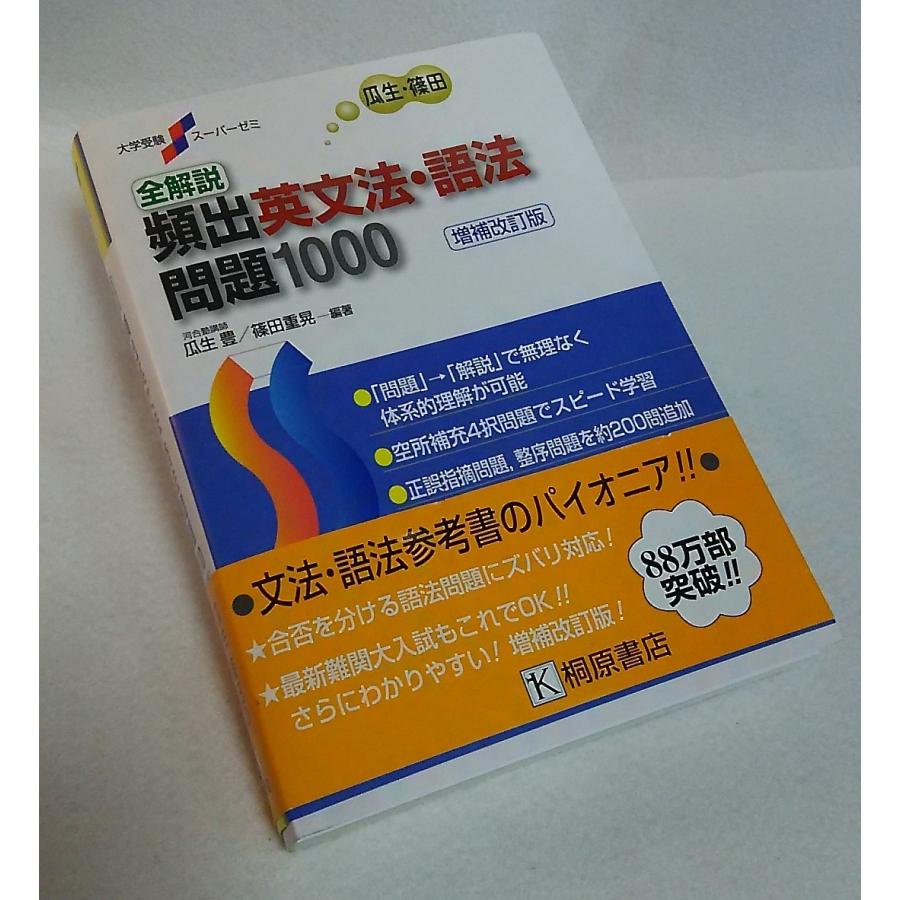 瓜生・篠田
大学受験 スーパーゼミ
全解説
頻出英文法・語法
問題1000
増補改訂版
河合塾講師
瓜生 豊／篠田重晃―編著
●「問題」→「解説」で無理なく
体系的理解が可能
●空所補充4択問題でスピード学習
●正誤指摘問題,整序問題を約200問追加
●文法・語法参考書のパイオニア!!●
★合否を分ける語法問題にズバリ対応!
★最新難関大入試もこれでOK!!
さらにわかりやすい! 増補改訂版!
88万部
突破!!
K 桐原書店